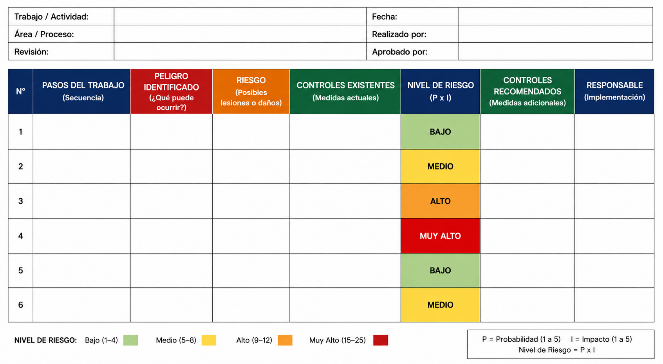 Trabajo / Actividad: Fecha:
Área / Proceso: Realizado por:
Revisión: Aprobado por:
N° PASOS DEL TRABAJO (Secuencia) PELIGRO IDENTIFICADO (¿Qué puede ocurrir?) RIESGO (Posibles lesiones o daños) CONTROLES EXISTENTES (Medidas actuales) NIVEL DE RIESGO (P x I) CONTROLES RECOMENDADOS (Medidas adicionales) RESPONSABLE (Implementación)
1 BAJO
2 MEDIO
3 ALTO
4 MUY ALTO
5 BAJO
6 MEDIO
NIVEL DE RIESGO: Bajo (1–4) Medio (5–8) Alto (9–12) Muy Alto (15–25)
P = Probabilidad (1 a 5) I = Impacto (1 a 5)
Nivel de Riesgo = P x I